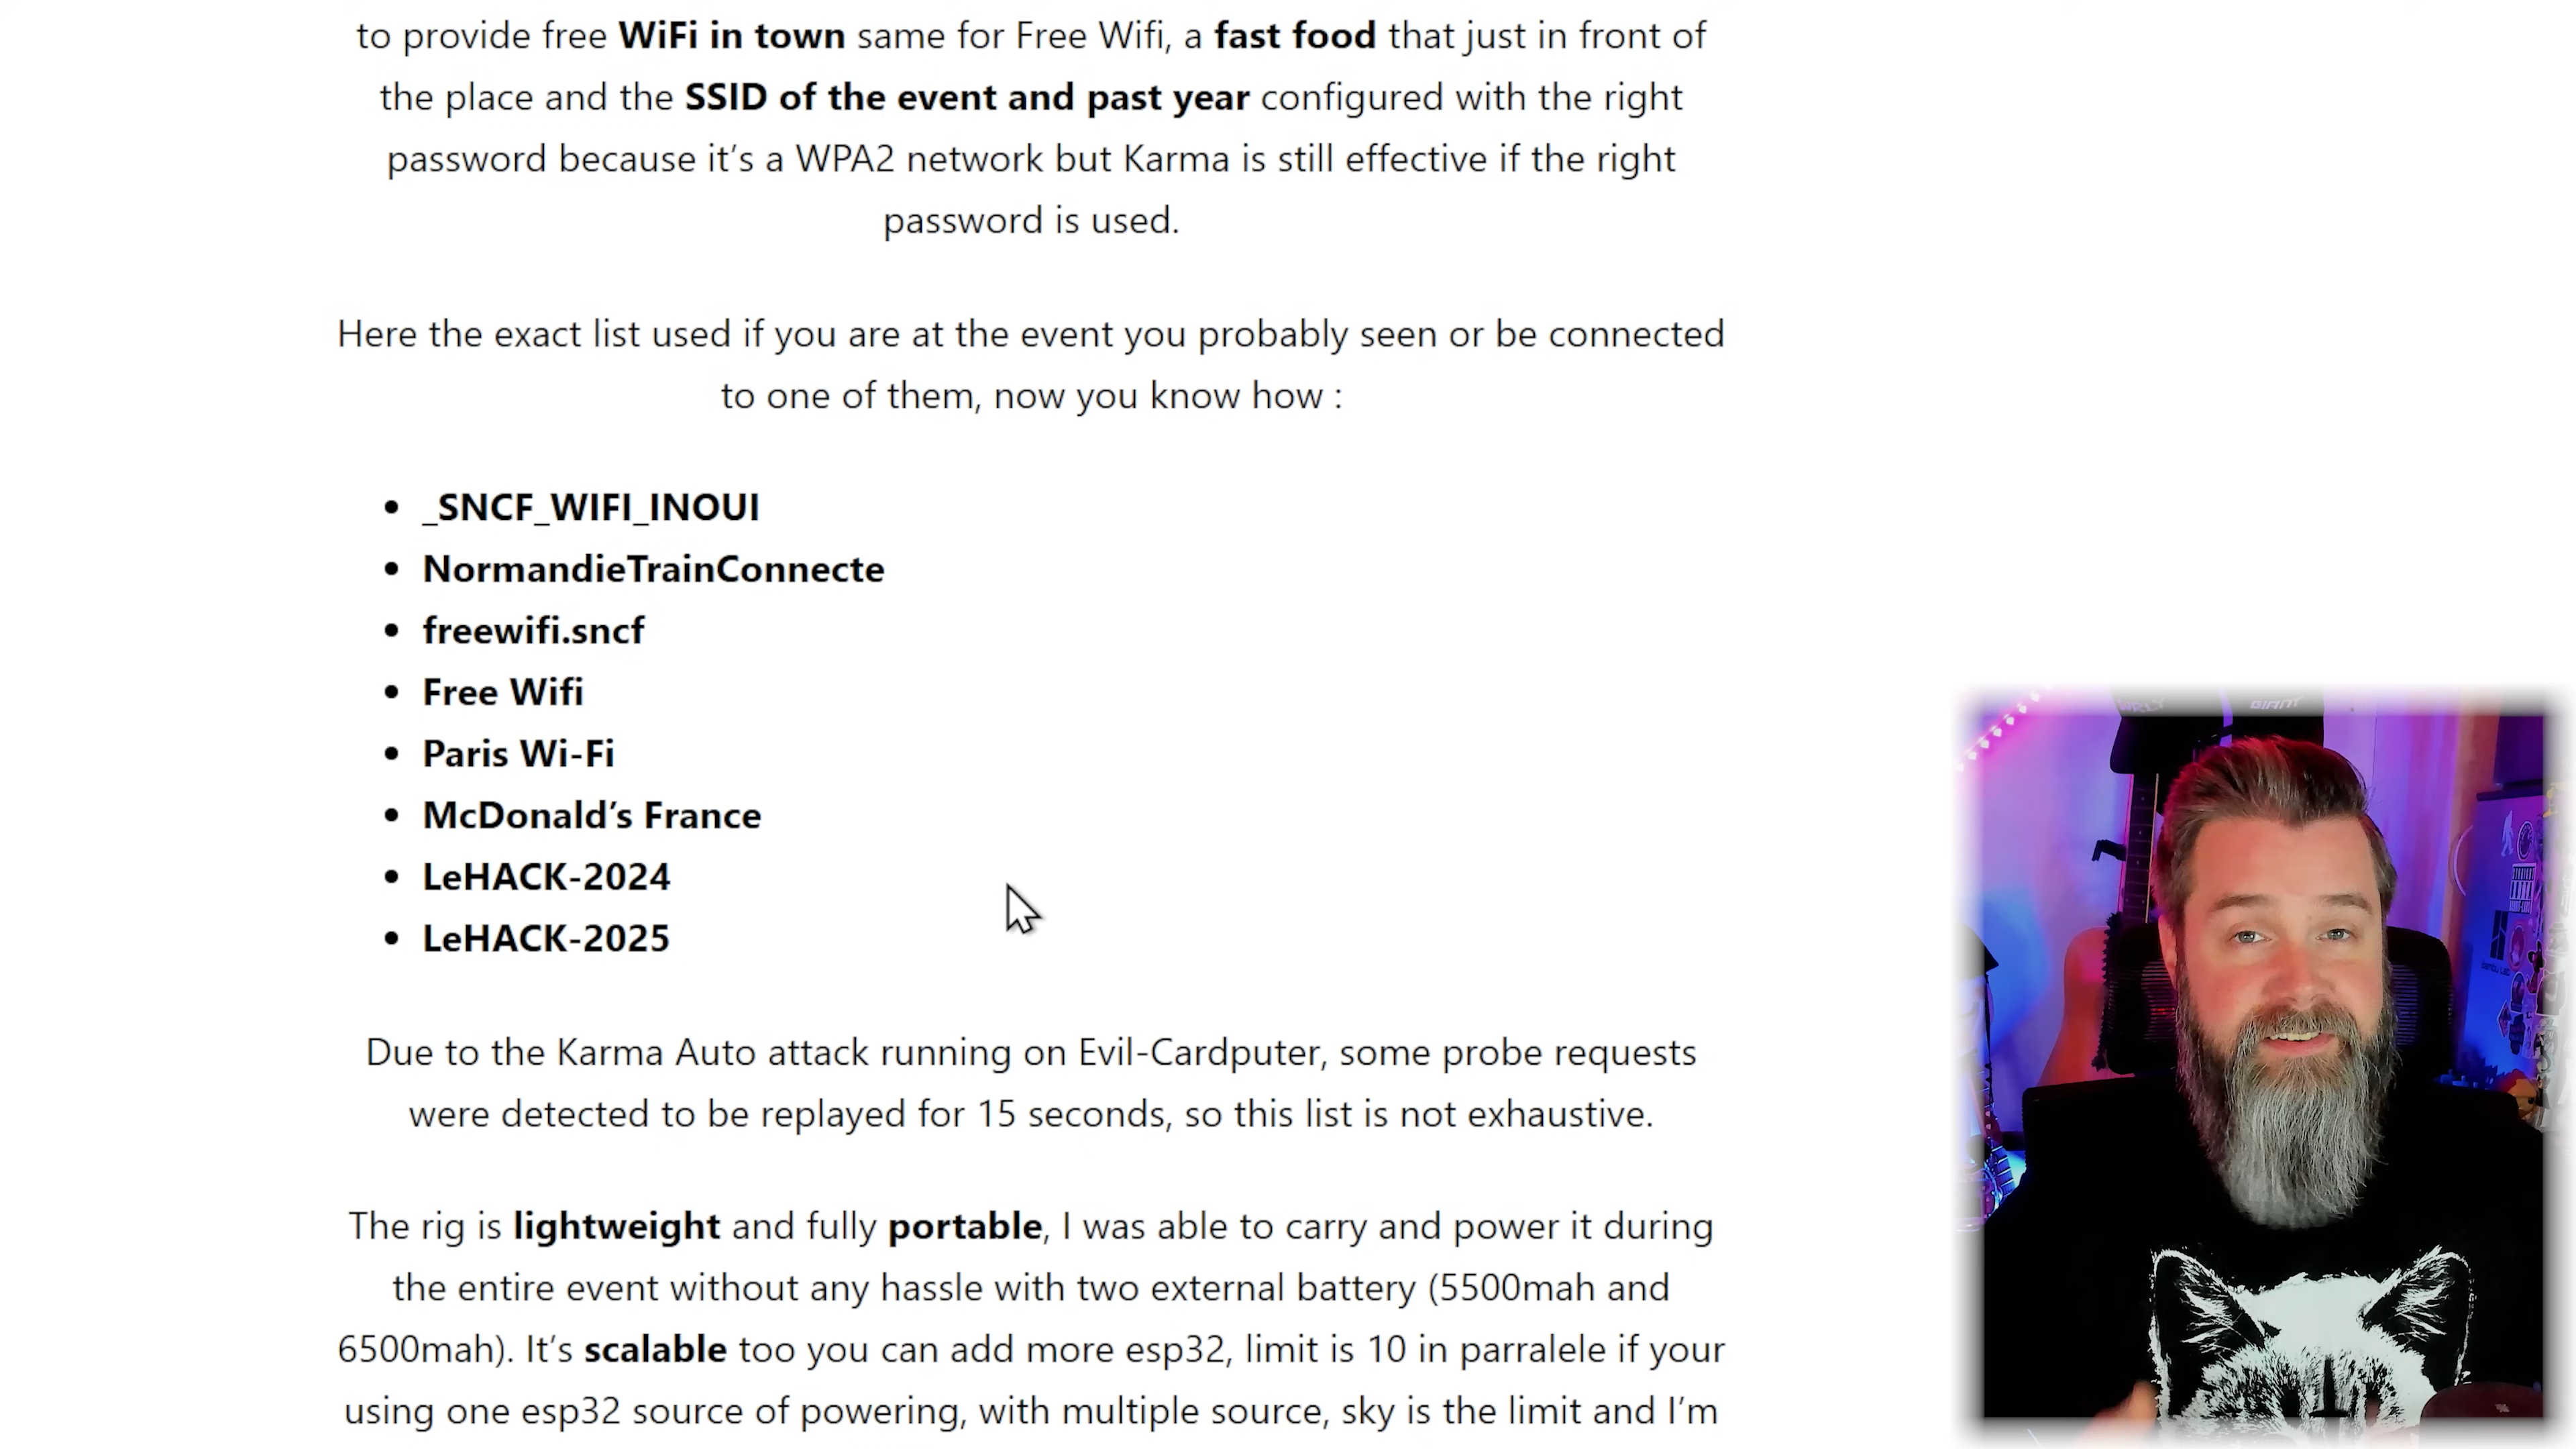 to provide free WiFi in town same for Free Wifi, a fast food that just in front of
the place and the SSID of the event and past year configured with the right
password because it’s a WPA2 network but Karma is still effective if the right
password is used.
Here the exact list used if you are at the event you probably seen or be connected
to one of them, now you know how :
_SNCF_WIFI_INOUI
NormandieTrainConnecte
freewifi.sncf
Free Wifi
Paris Wi-Fi
McDonald’s France
LeHACK-2024
LeHACK-2025
Due to the Karma Auto attack running on Evil-Cardputer, some probe requests
were detected to be replayed for 15 seconds, so this list is not exhaustive.
The rig is lightweight and fully portable, I was able to carry and power it during
the entire event without any hassle with two external battery (5500mah and
6500mah). It’s scalable too you can add more esp32, limit is 10 in parralele if your
using one esp32 source of powering, with multiple source, sky is the limit and I’m
GIANT